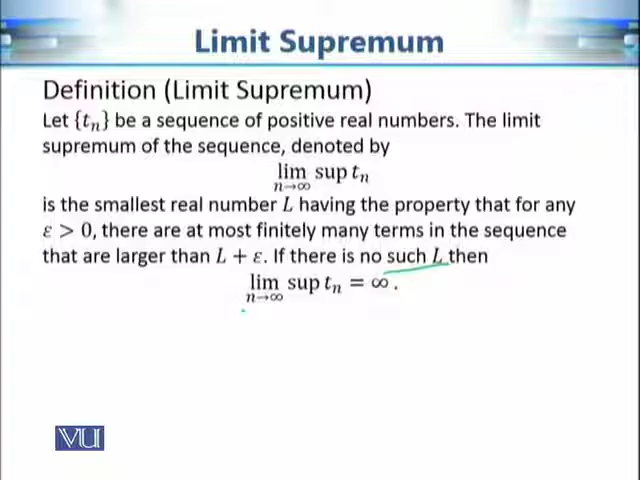 Limit Supremum
Definition (Limit Supremum)
Let {tₙ} be a sequence of positive real numbers. The limit
supremum of the sequence, denoted by
lim sup tₙ
n→∞
is the smallest real number L having the property that for any
ε > 0, there are at most finitely many terms in the sequence
that are larger than L + ε. If there is no such L then
lim sup tₙ = ∞ .
n→∞
VU